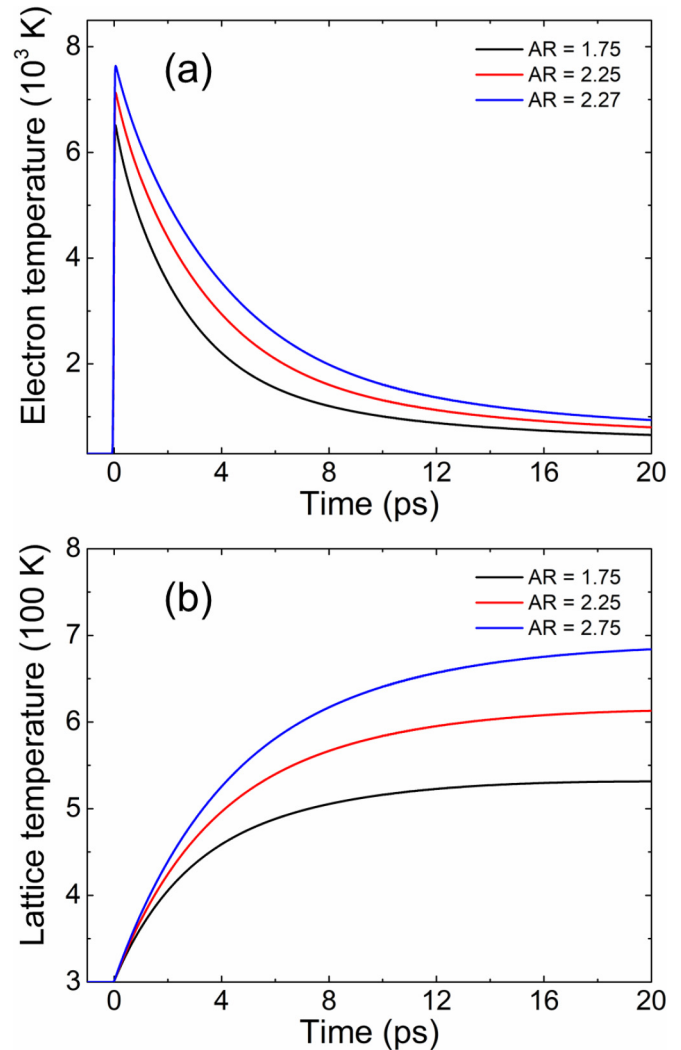 (a)
AR = 1.75
AR = 2.25
AR = 2.27
Electron temperature (10³ K)
8
6
4
2
0 4 8 12 16 20
Time (ps)
(b)
AR = 1.75
AR = 2.25
AR = 2.75
Lattice temperature (100 K)
8
7
6
5
4
3
0 4 8 12 16 20
Time (ps)